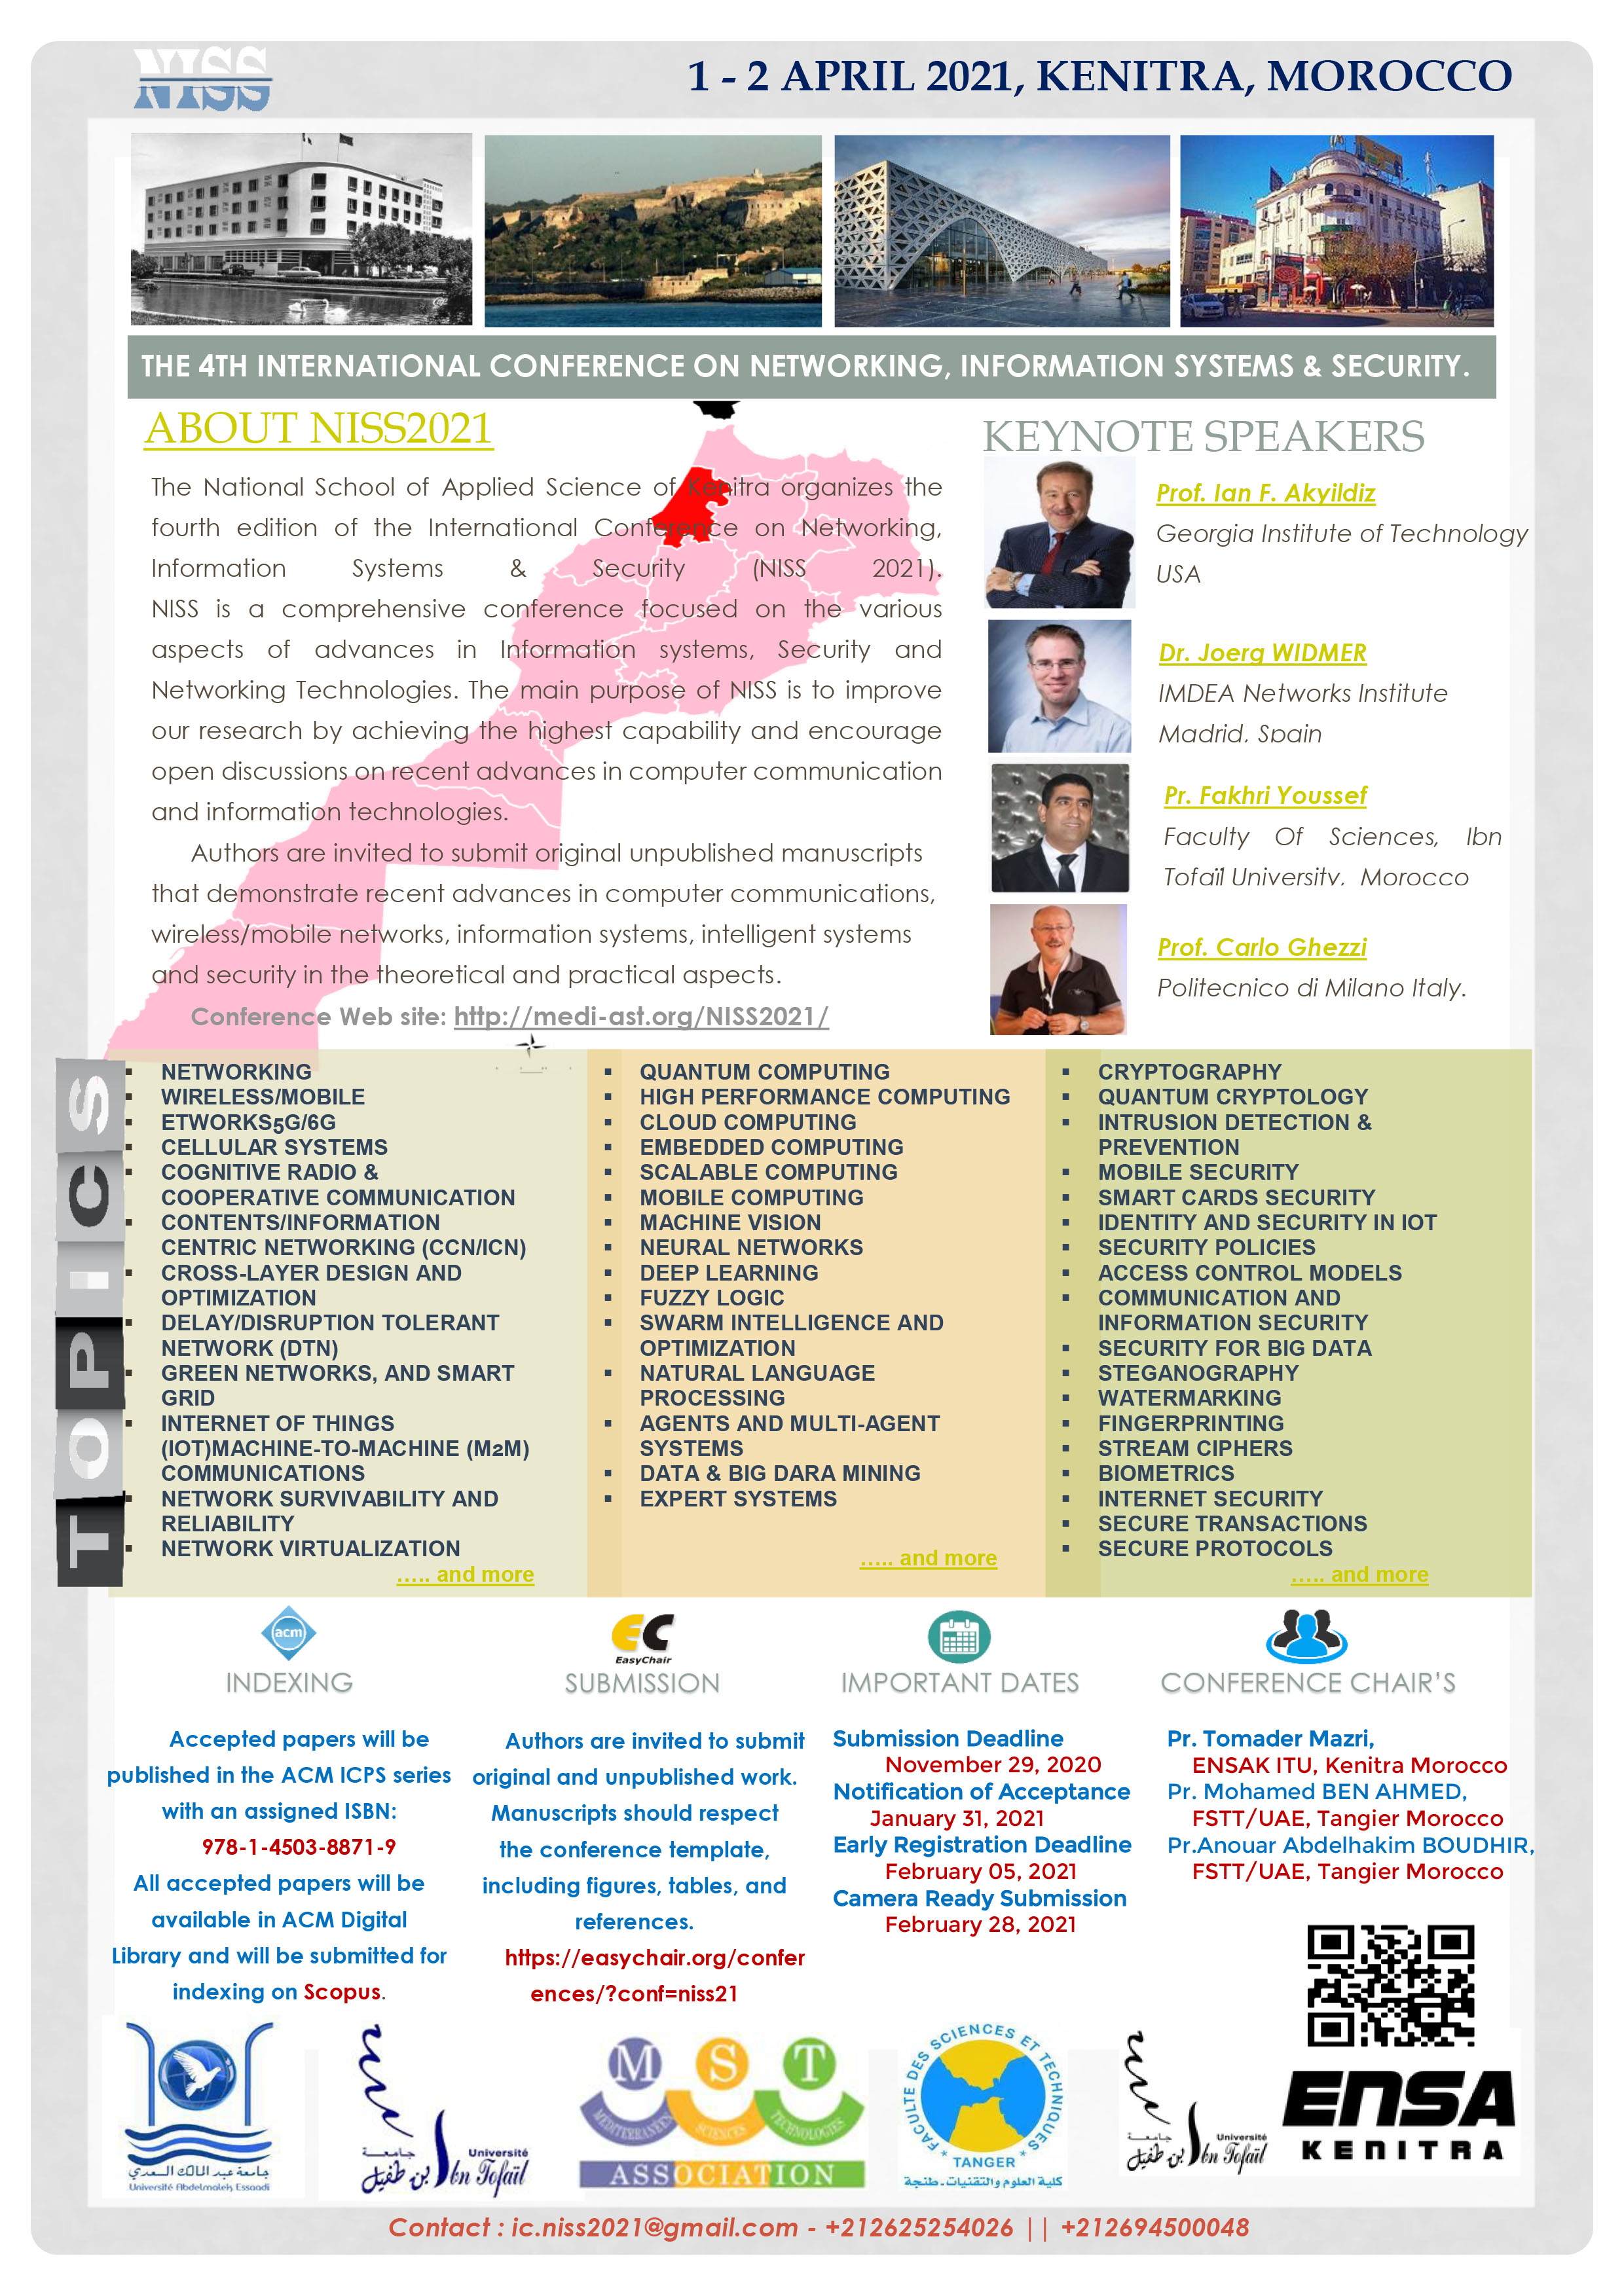 NISS
1 - 2 APRIL 2021, KENITRA, MOROCCO
THE 4TH INTERNATIONAL CONFERENCE ON NETWORKING, INFORMATION SYSTEMS & SECURITY.
ABOUT NISS2021
The National School of Applied Science of Kenitra organizes the
fourth edition of the International Conference on Networking,
Information Systems & Security (NISS 2021).
NISS is a comprehensive conference focused on the various
aspects of advances in Information systems, Security and
Networking Technologies. The main purpose of NISS is to improve
our research by achieving the highest capability and encourage
open discussions on recent advances in computer communication
and information technologies.
Authors are invited to submit original unpublished manuscripts
that demonstrate recent advances in computer communications,
wireless/mobile networks, information systems, intelligent systems
and security in the theoretical and practical aspects.
Conference Web site: http://medi-ast.org/NISS2021/
KEYNOTE SPEAKERS
Prof. Ian F. Akyildiz
Georgia Institute of Technology
USA
Dr. Joerg WIDMER
IMDEA Networks Institute
Madrid, Spain
Pr. Fakhri Youssef
Faculty Of Sciences, Ibn
Tofaïl University, Morocco
Prof. Carlo Ghezzi
Politecnico di Milano Italy.
TOPICS
NETWORKING
WIRELESS/MOBILE
ETWORKS5G/6G
CELLULAR SYSTEMS
COGNITIVE RADIO &
COOPERATIVE COMMUNICATION
CONTENTS/INFORMATION
CENTRIC NETWORKING (CCN/ICN)
CROSS-LAYER DESIGN AND
OPTIMIZATION
DELAY/DISRUPTION TOLERANT
NETWORK (DTN)
GREEN NETWORKS, AND SMART
GRID
INTERNET OF THINGS
(IOT)MACHINE-TO-MACHINE (M2M)
COMMUNICATIONS
NETWORK SURVIVABILITY AND
RELIABILITY
NETWORK VIRTUALIZATION
..... and more
QUANTUM COMPUTING
HIGH PERFORMANCE COMPUTING
CLOUD COMPUTING
EMBEDDED COMPUTING
SCALABLE COMPUTING
MOBILE COMPUTING
MACHINE VISION
NEURAL NETWORKS
DEEP LEARNING
FUZZY LOGIC
SWARM INTELLIGENCE AND
OPTIMIZATION
NATURAL LANGUAGE
PROCESSING
AGENTS AND MULTI-AGENT
SYSTEMS
DATA & BIG DARA MINING
EXPERT SYSTEMS
..... and more
CRYPTOGRAPHY
QUANTUM CRYPTOLOGY
INTRUSION DETECTION &
PREVENTION
MOBILE SECURITY
SMART CARDS SECURITY
IDENTITY AND SECURITY IN IOT
SECURITY POLICIES
ACCESS CONTROL MODELS
COMMUNICATION AND
INFORMATION SECURITY
SECURITY FOR BIG DATA
STEGANOGRAPHY
WATERMARKING
FINGERPRINTING
STREAM CIPHERS
BIOMETRICS
INTERNET SECURITY
SECURE TRANSACTIONS
SECURE PROTOCOLS
..... and more
acm
INDEXING
Accepted papers will be
published in the ACM ICPS series
with an assigned ISBN:
978-1-4503-8871-9
All accepted papers will be
available in ACM Digital
Library and will be submitted for
indexing on Scopus.
EC
EasyChair
SUBMISSION
Authors are invited to submit
original and unpublished work.
Manuscripts should respect
the conference template,
including figures, tables, and
references.
https://easychair.org/confer
ences/?conf=niss21
IMPORTANT DATES
Submission Deadline
November 29, 2020
Notification of Acceptance
January 31, 2021
Early Registration Deadline
February 05, 2021
Camera Ready Submission
February 28, 2021
CONFERENCE CHAIR'S
Pr. Tomader Mazri,
ENSAK ITU, Kenitra Morocco
Pr. Mohamed BEN AHMED,
FSTT/UAE, Tangier Morocco
Pr.Anouar Abdelhakim BOUDHIR,
FSTT/UAE, Tangier Morocco
جامعة عبد المالك السعدي
Université Abdelmalek Essaadi
جامعة
ابن طفيل
Université
Ibn Tofaïl
M S T
MEDITERRANEAN SCIENCES TECHNOLOGIES
ASSOCIATION
FACULTE DES SCIENCES ET TECHNIQUES
TANGER
كلية العلوم والتقنيات - طنجة
جامعة
ابن طفيل
Université
Ibn Tofaïl
ENSA
KENITRA
Contact : ic.niss2021@gmail.com - +212625254026 || +212694500048